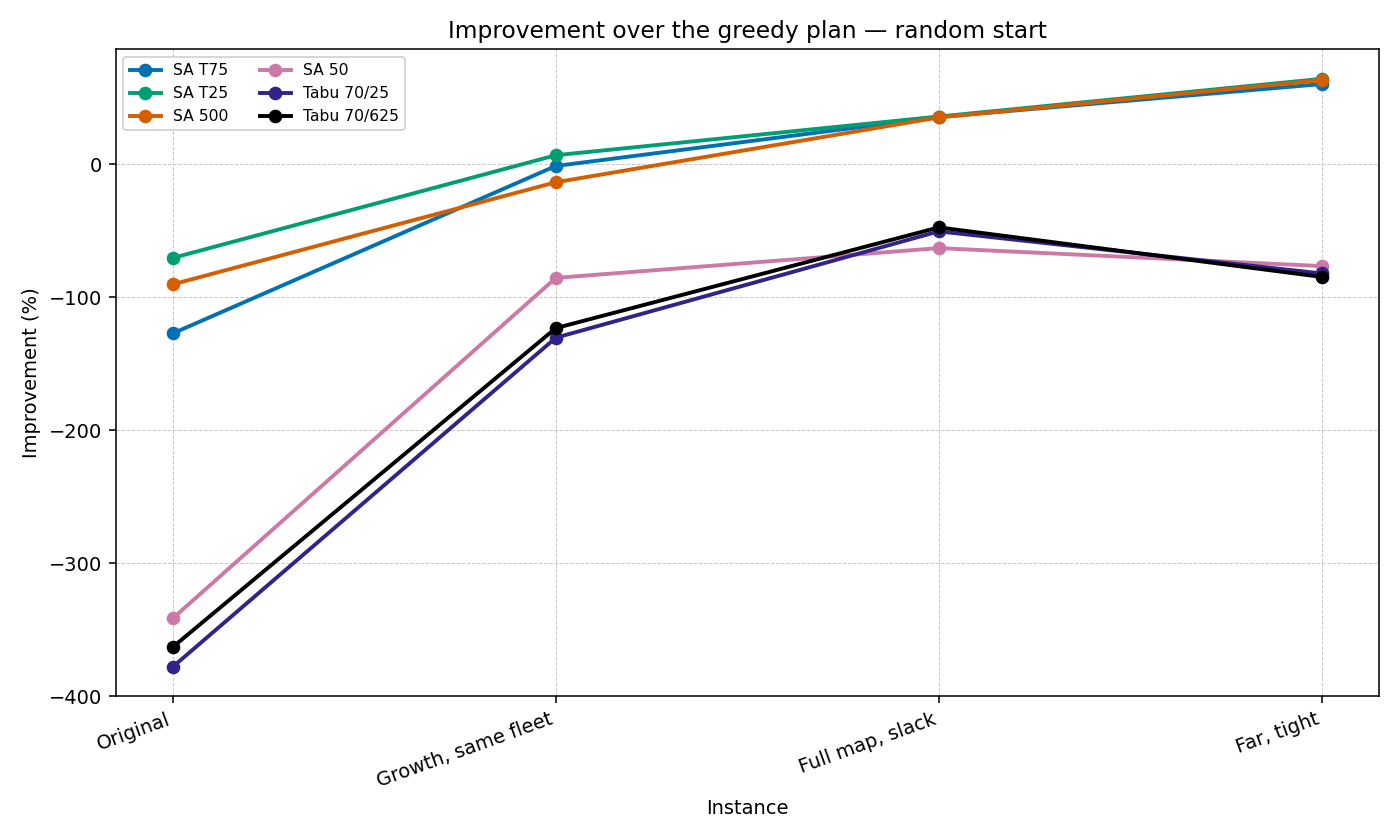 Improvement over the greedy plan — random start
SA T75
SA T25
SA 500
SA 50
Tabu 70/25
Tabu 70/625
Improvement (%)
0
−100
−200
−300
−400
Original
Growth, same fleet
Full map, slack
Far, tight
Instance